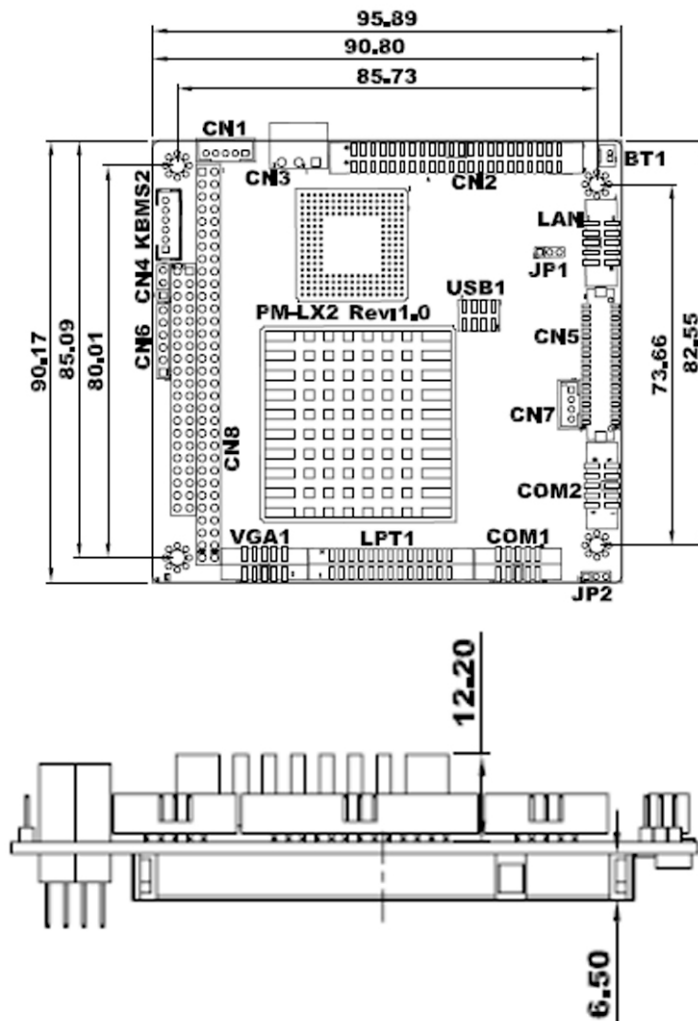 95.89
90.80
85.73
CN1
CN3
CN2
BT1
KBMS2
LAN
JP1
CN4
USB1
PM-LX2 Rev:1.0
CN6
CN5
90.17
85.09
80.01
73.66
82.55
CN7
CN8
COM2
VGA1
LPT1
COM1
JP2
12.20
6.50